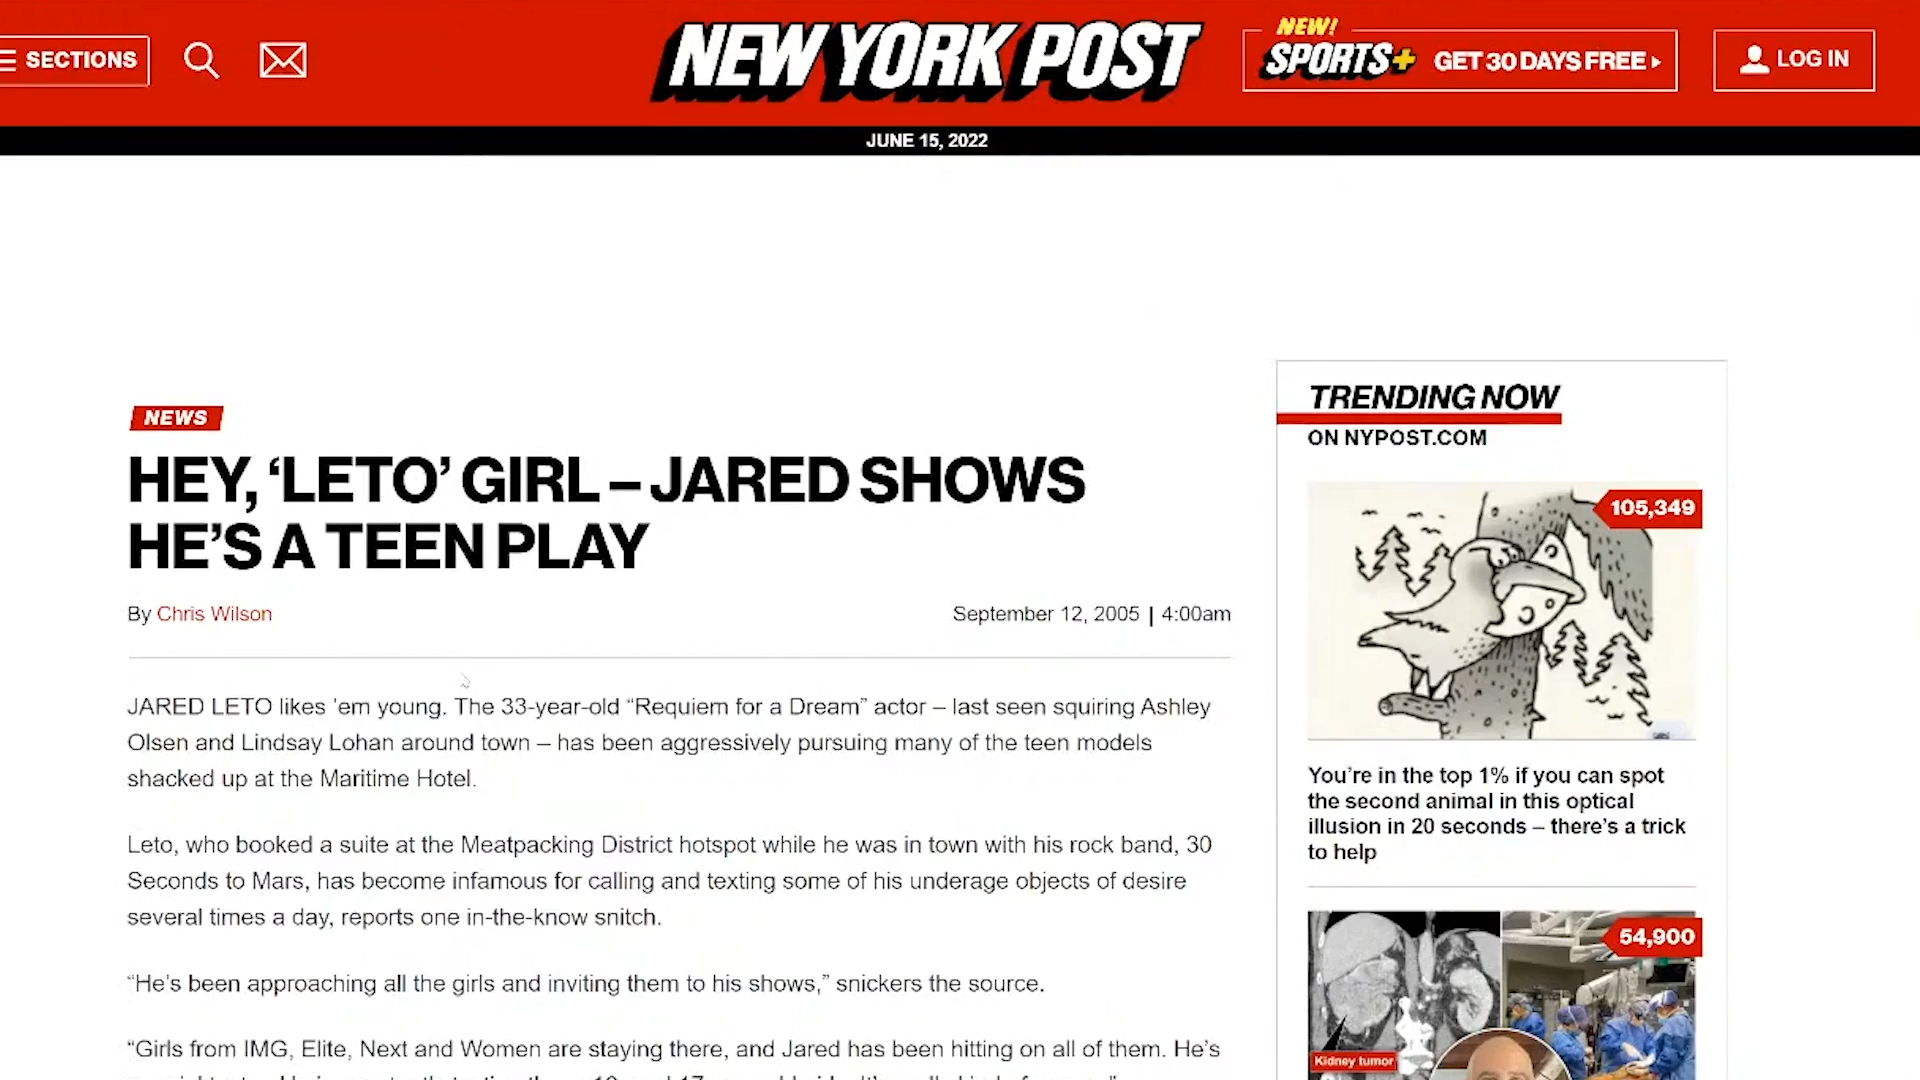 SECTIONS
NEW YORK POST
NEW!
SPORTS+ GET 30 DAYS FREE
LOG IN
JUNE 15, 2022
NEWS
HEY, ‘LETO’ GIRL – JARED SHOWS
HE’S A TEEN PLAY
By Chris Wilson
September 12, 2005 | 4:00am
JARED LETO likes ’em young. The 33-year-old “Requiem for a Dream” actor – last seen squiring Ashley
Olsen and Lindsay Lohan around town – has been aggressively pursuing many of the teen models
shacked up at the Maritime Hotel.
Leto, who booked a suite at the Meatpacking District hotspot while he was in town with his rock band, 30
Seconds to Mars, has become infamous for calling and texting some of his underage objects of desire
several times a day, reports one in-the-know snitch.
“He’s been approaching all the girls and inviting them to his shows,” snickers the source.
“Girls from IMG, Elite, Next and Women are staying there, and Jared has been hitting on all of them. He’s
TRENDING NOW
ON NYPOST.COM
105,349
You’re in the top 1% if you can spot
the second animal in this optical
illusion in 20 seconds – there’s a trick
to help
54,900
Kidney tumor